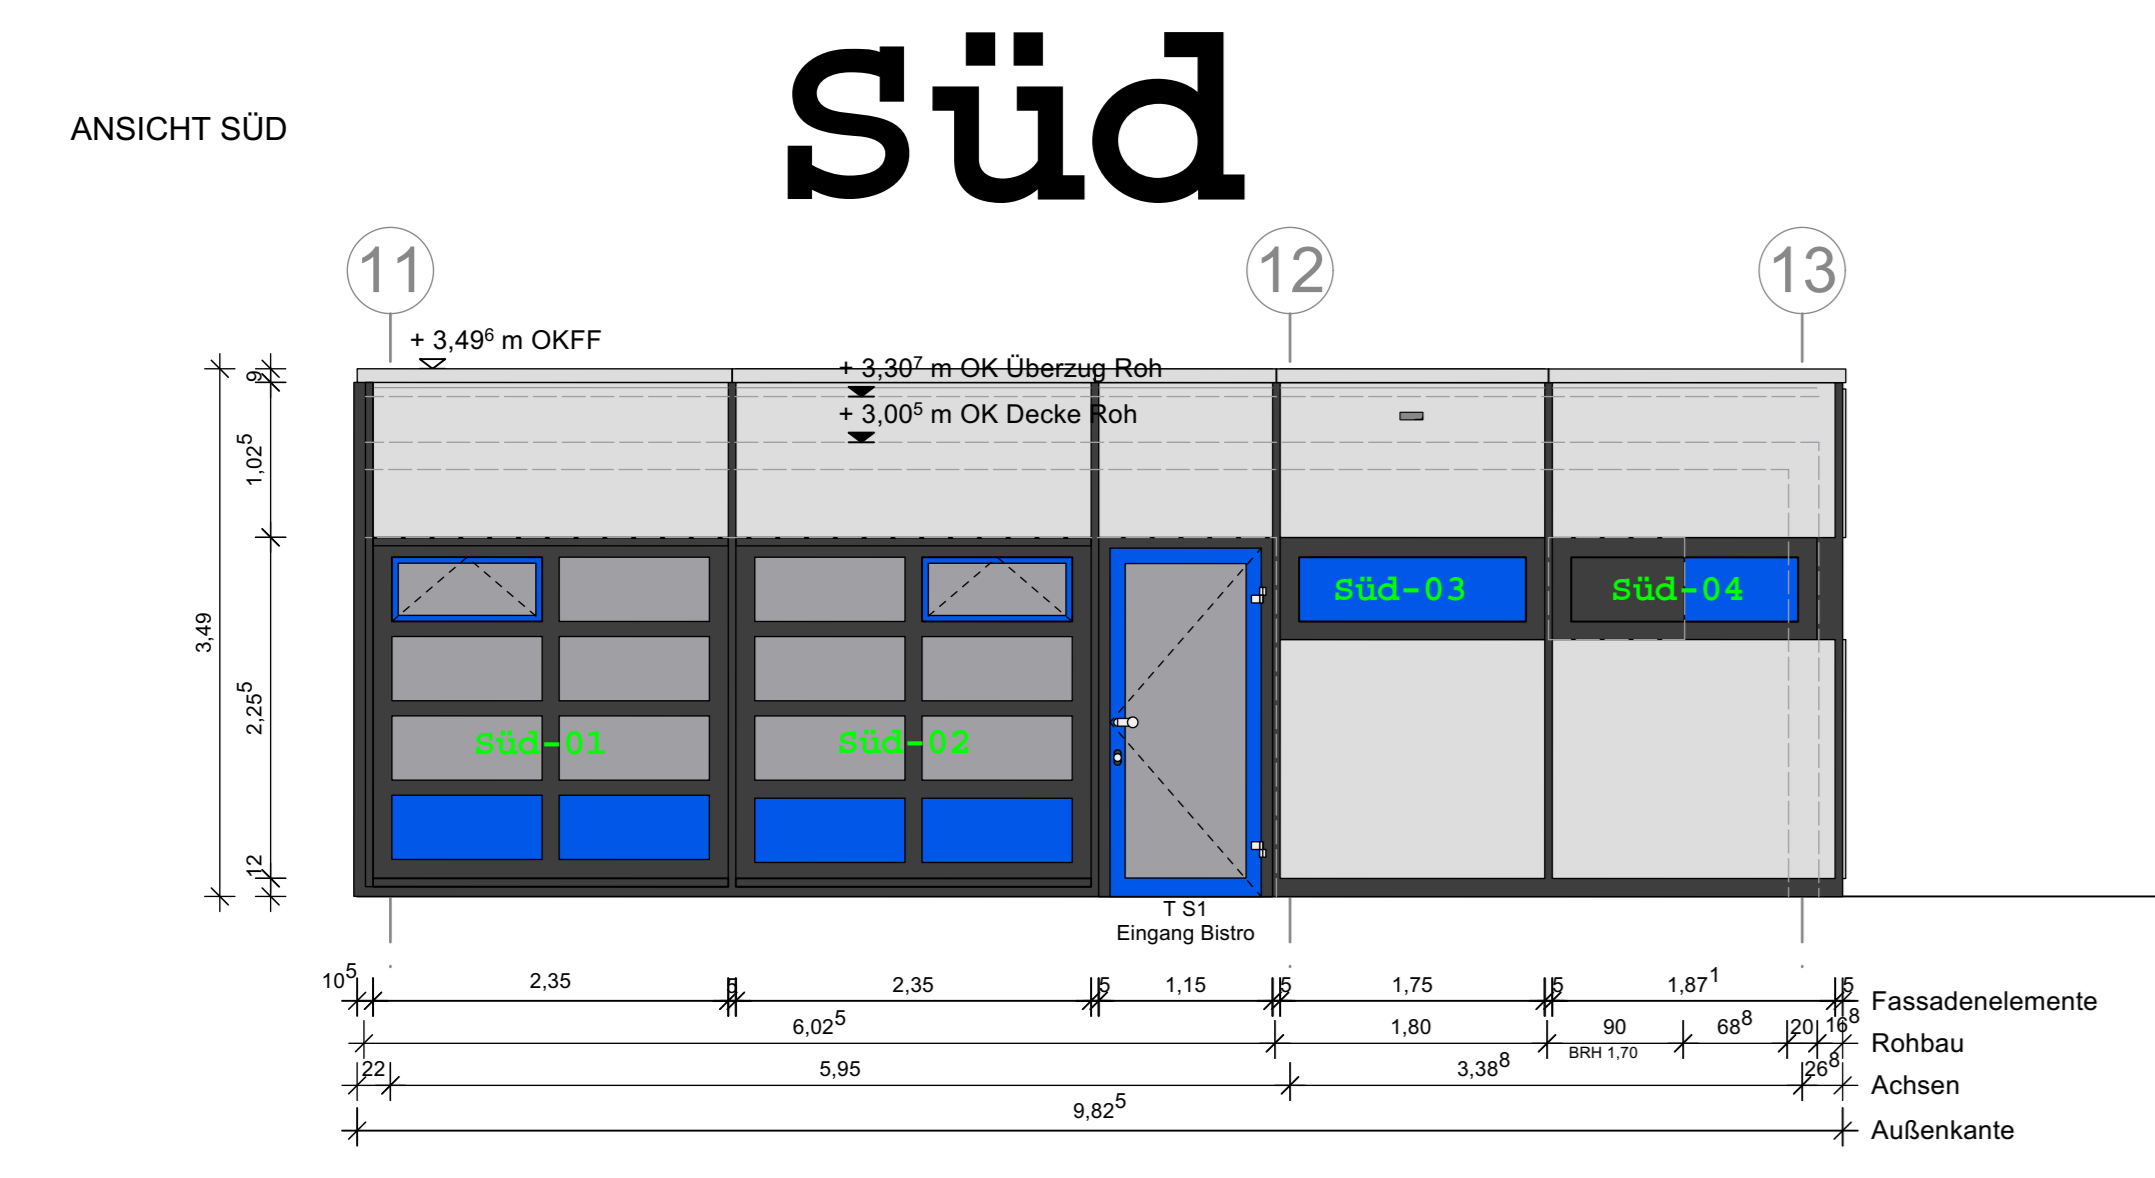 Süd
ANSICHT SÜD
11 12 13
+ 3,49⁶ m OKFF
+ 3,30⁷ m OK Überzug Roh
+ 3,00⁵ m OK Decke Roh
9
1,02⁵
3,49
2,25⁵
12
Süd-03 Süd-04
Süd-01 Süd-02
T S1
Eingang Bistro
10⁵ 2,35 2,35 5 1,15 5 1,75 5 1,87¹ 5 Fassadenelemente
6,02⁵ 1,80 90 68⁸ 20 16⁸ Rohbau
BRH 1,70
22 5,95 3,38⁸ 26⁸ Achsen
9,82⁵ Außenkante